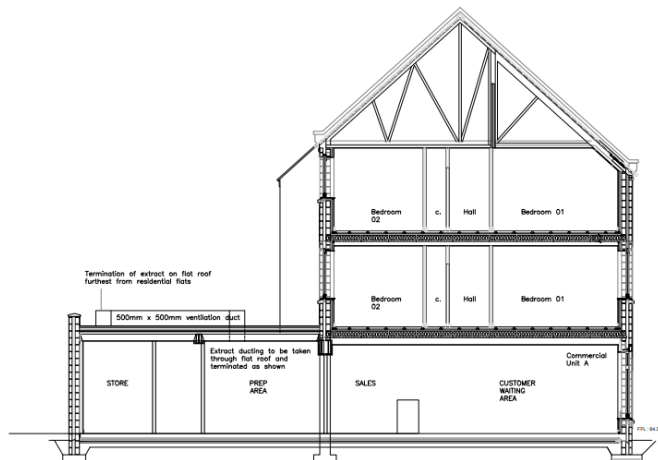 Bedroom
02
c.
Hall
Bedroom 01
Bedroom
02
c.
Hall
Bedroom 01
Termination of extract on flat roof
furthest from residential flats
500mm x 500mm ventilation duct
Extract ducting to be taken
through flat roof and
terminated as shown
Commercial
Unit A
STORE
PREP
AREA
SALES
CUSTOMER
WAITING
AREA